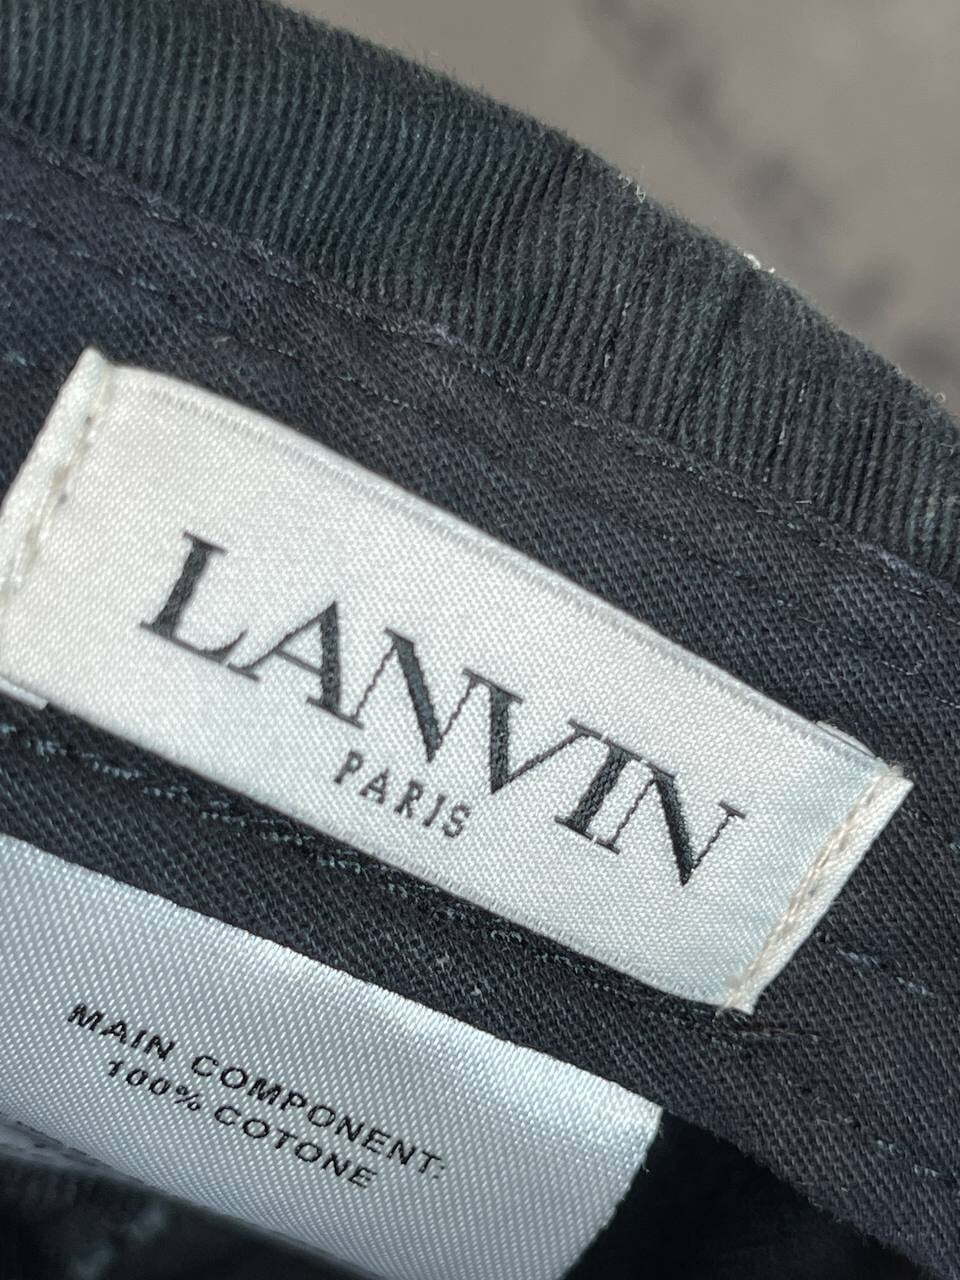 LANVIN
PARIS
MAIN COMPONENT:
100% COTONE